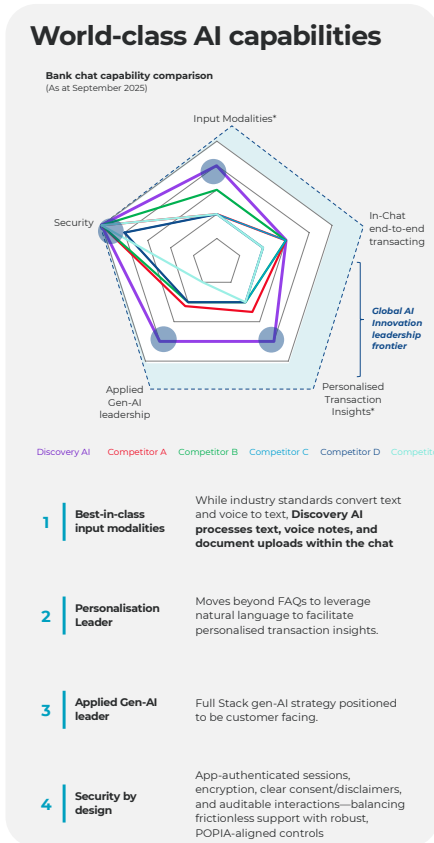 World-class AI capabilities
Bank chat capability comparison
(As at September 2025)
Input Modalities*
Security
In-Chat
end-to-end
transacting
Global AI
Innovation
leadership
frontier
Applied
Gen-AI
leadership
Personalised
Transaction
Insights*
Discovery AI Competitor A Competitor B Competitor C Competitor D
1
Best-in-class
input modalities
While industry standards convert text
and voice to text, Discovery AI
processes text, voice notes, and
document uploads within the chat
2
Personalisation
Leader
Moves beyond FAQs to leverage
natural language to facilitate
personalised transaction insights.
3
Applied Gen-AI
leader
Full Stack gen-AI strategy positioned
to be customer facing.
4
Security by
design
App-authenticated sessions,
encryption, clear consent/disclaimers,
and auditable interactions—balancing
frictionless support with robust,
POPIA-aligned controls